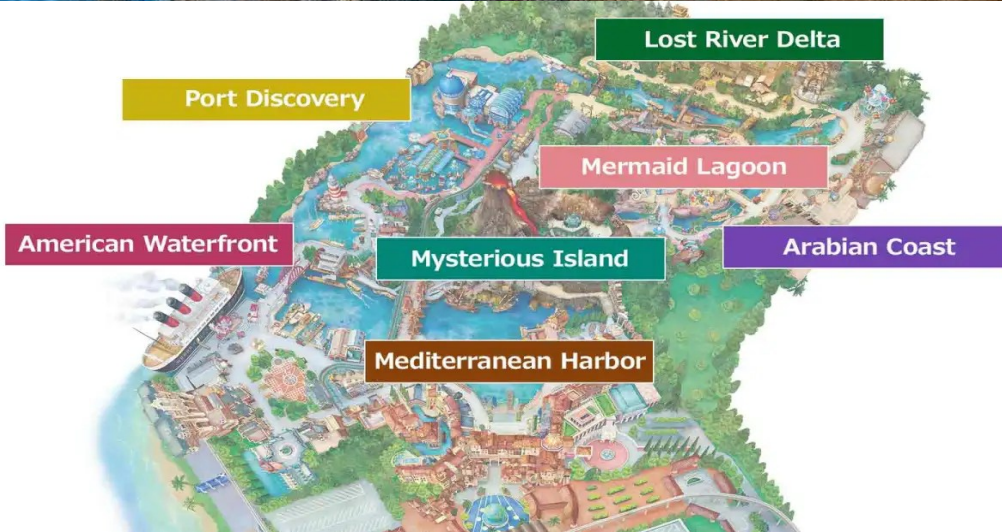 Lost River Delta
Port Discovery
Mermaid Lagoon
American Waterfront
Mysterious Island
Arabian Coast
Mediterranean Harbor